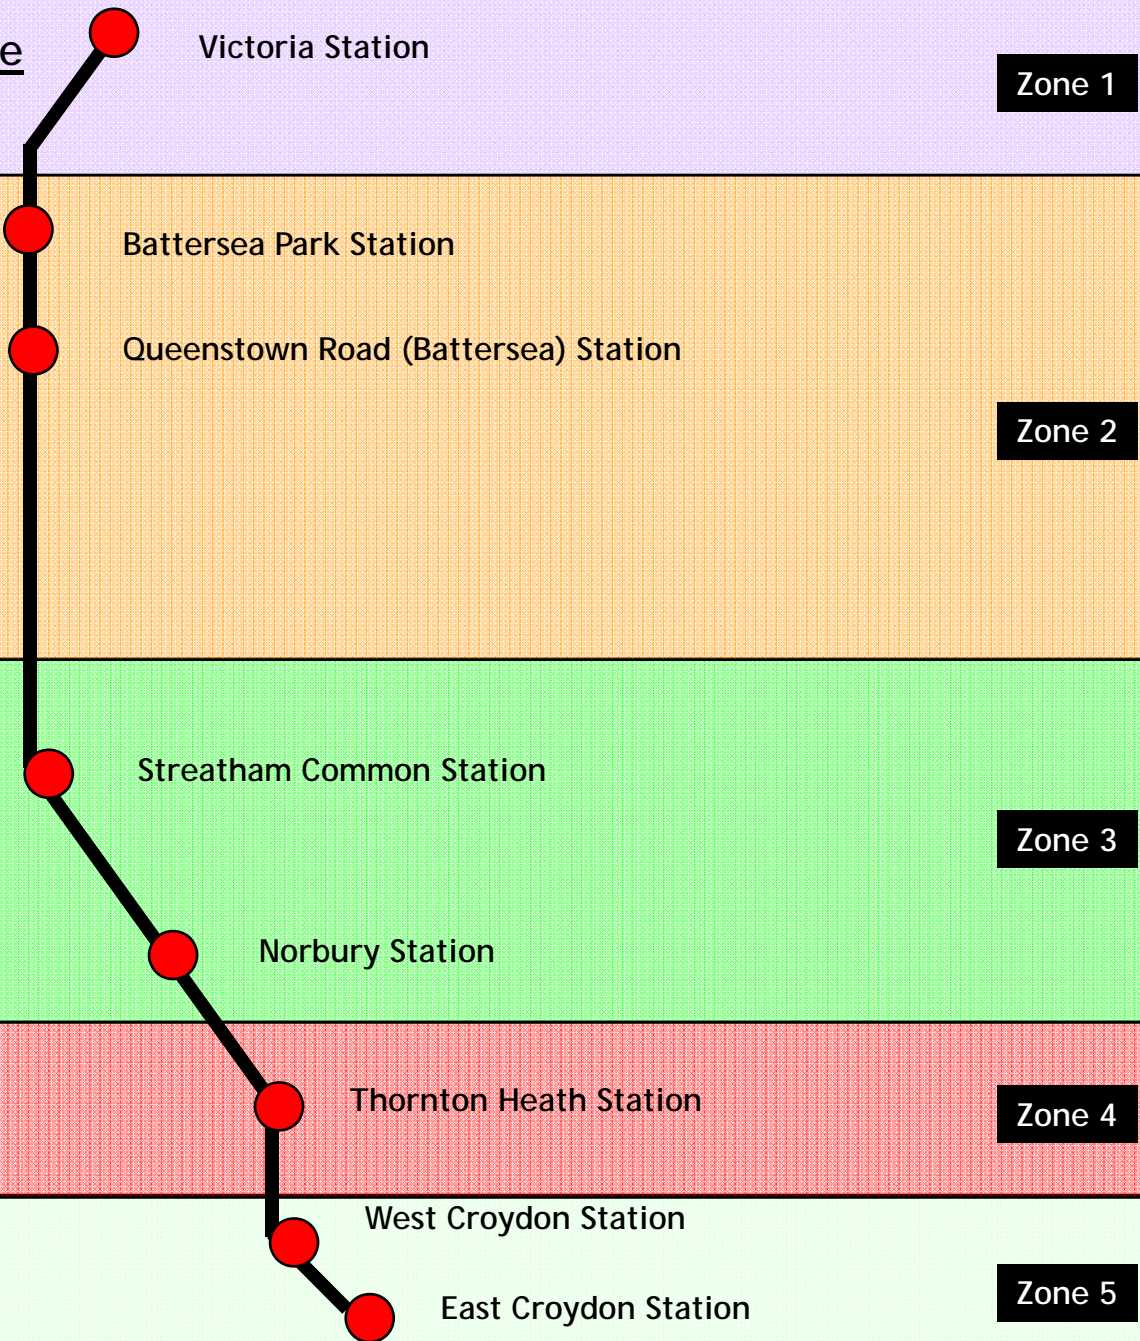 e
Victoria Station
Zone 1
Battersea Park Station
Queenstown Road (Battersea) Station
Zone 2
Streatham Common Station
Zone 3
Norbury Station
Thornton Heath Station
Zone 4
West Croydon Station
Zone 5
East Croydon Station